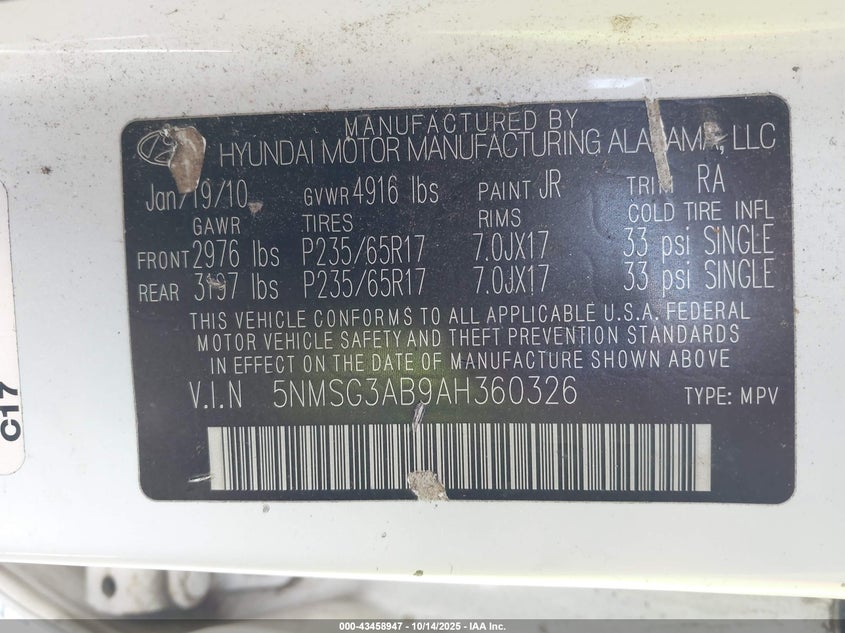 MANUFACTURED BY
HYUNDAI MOTOR MANUFACTURING ALABAMA, LLC
Jan/19/10 GVWR 4916 lbs PAINT JR TRIM RA
GAWR TIRES RIMS COLD TIRE INFL
FRONT 2976 lbs P235/65R17 7.0JX17 33 psi SINGLE
REAR 3197 lbs P235/65R17 7.0JX17 33 psi SINGLE
THIS VEHICLE CONFORMS TO ALL APPLICABLE U.S.A. FEDERAL
MOTOR VEHICLE SAFETY AND THEFT PREVENTION STANDARDS
IN EFFECT ON THE DATE OF MANUFACTURE SHOWN ABOVE
V.I.N 5NMSG3AB9AH360326 TYPE: MPV
C17
000-43458947 - 10/14/2025 - IAA Inc.